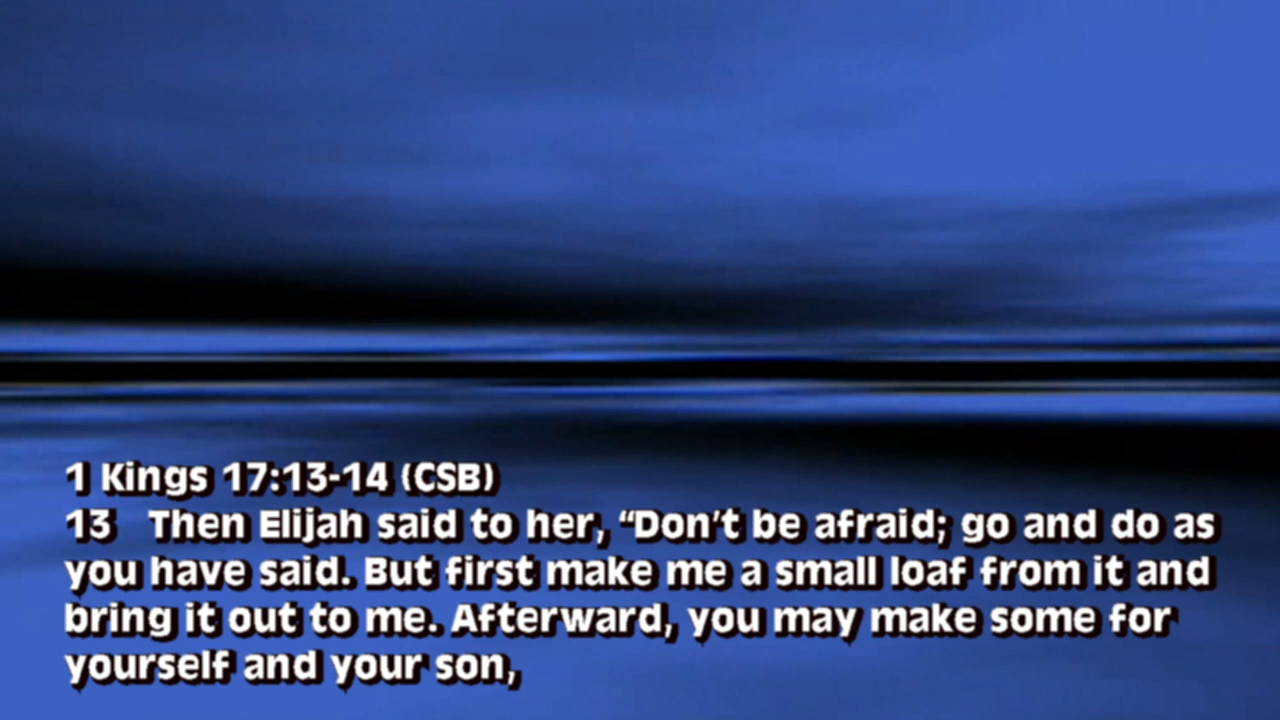 1 Kings 17:13-14 (CSB)
13 Then Elijah said to her, “Don’t be afraid; go and do as
you have said. But first make me a small loaf from it and
bring it out to me. Afterward, you may make some for
yourself and your son,